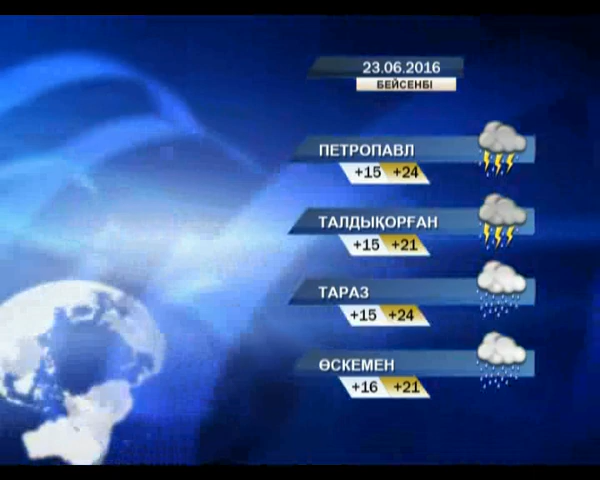 23.06.2016
БЕЙСЕНБІ
ПЕТРОПАВЛ
+15 +24
ТАЛДЫҚОРҒАН
+15 +21
ТАРАЗ
+15 +24
ӨСКЕМЕН
+16 +21